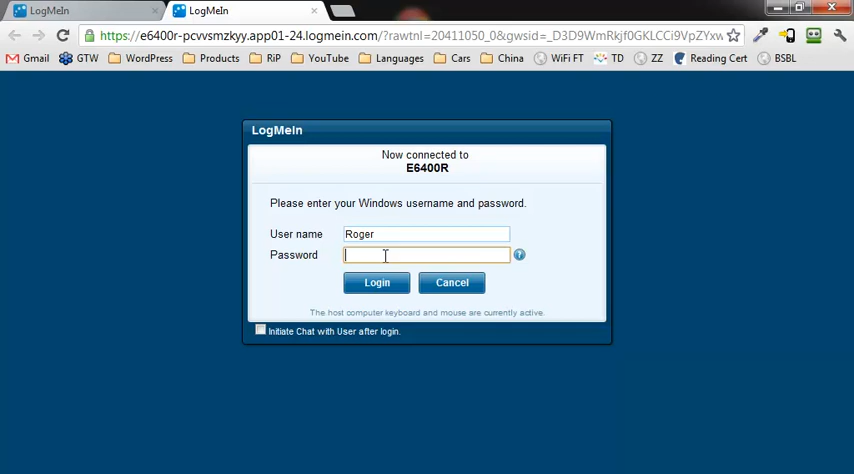 LogMeIn
LogMeIn
https://e6400r-pcvvsmzkyy.app01-24.logmein.com/?rawtnl=20411050_0&gwsid=_D3D9WmRkjf0GKLCCi9VpZYxw
Gmail GTW WordPress Products RiP YouTube Languages Cars China WiFi FT TD ZZ Reading Cert BSBL
LogMeIn
Now connected to
E6400R
Please enter your Windows username and password.
User name Roger
Password
Login Cancel
The host computer keyboard and mouse are currently active.
Initiate Chat with User after login.